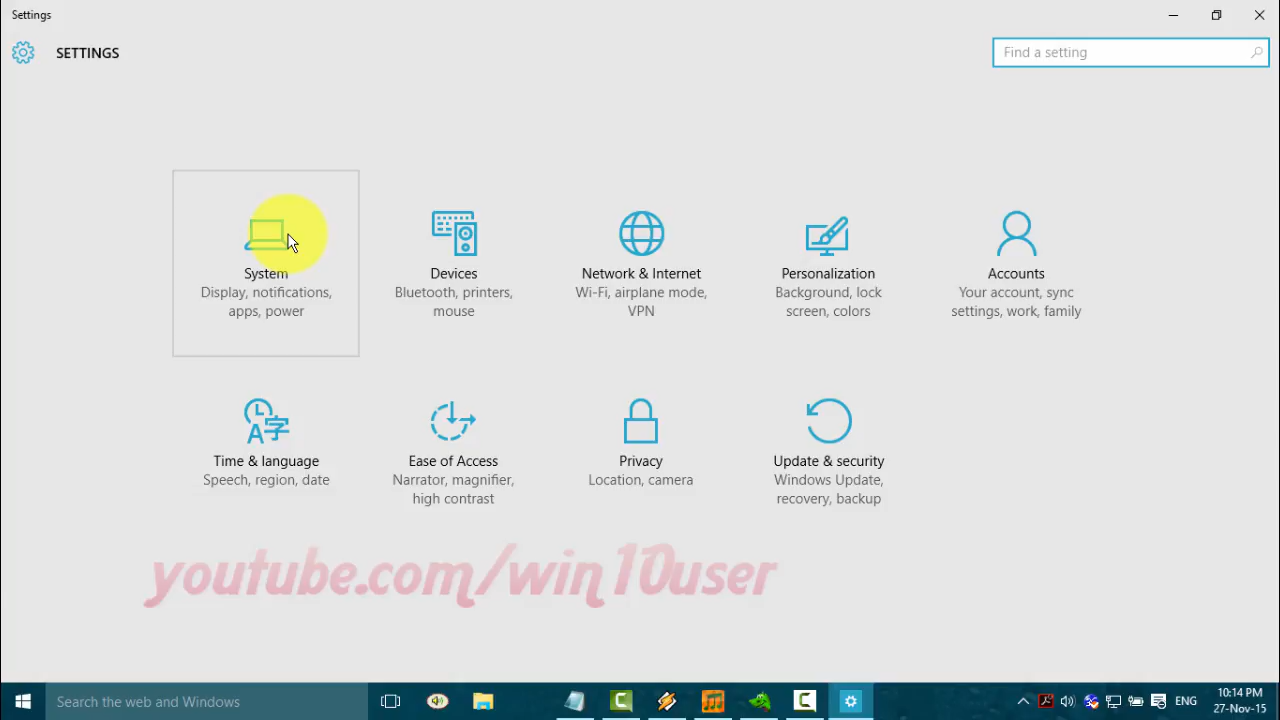 Settings
SETTINGS
Find a setting
System
Display, notifications,
apps, power
Devices
Bluetooth, printers,
mouse
Network & Internet
Wi-Fi, airplane mode,
VPN
Personalization
Background, lock
screen, colors
Accounts
Your account, sync
settings, work, family
A字
Time & language
Speech, region, date
Ease of Access
Narrator, magnifier,
high contrast
Privacy
Location, camera
Update & security
Windows Update,
recovery, backup
youtube.com/win10user
Search the web and Windows
ENG
10:14 PM
27-Nov-15